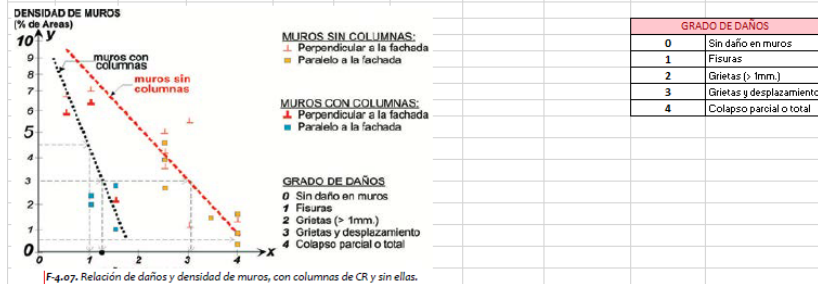 DENSIDAD DE MUROS
(% de Areas)
y
10
9
8
7
6
5
4
3
2
1
0
0
1
2
3
4
x
muros con
columnas
muros sin
columnas
MUROS SIN COLUMNAS:
Perpendicular a la fachada
Paralelo a la fachada
MUROS CON COLUMNAS:
Perpendicular a la fachada
Paralelo a la fachada
GRADO DE DAÑOS
0 Sin daño en muros
1 Fisuras
2 Grietas (> 1mm.)
3 Grietas y desplazamiento
4 Colapso parcial o total
F-4.07. Relación de daños y densidad de muros, con columnas de CR y sin ellas.
GRADO DE DAÑOS
0 Sin daño en muros
1 Fisuras
2 Grietas (> 1mm.)
3 Grietas y desplazamiento
4 Colapso parcial o total